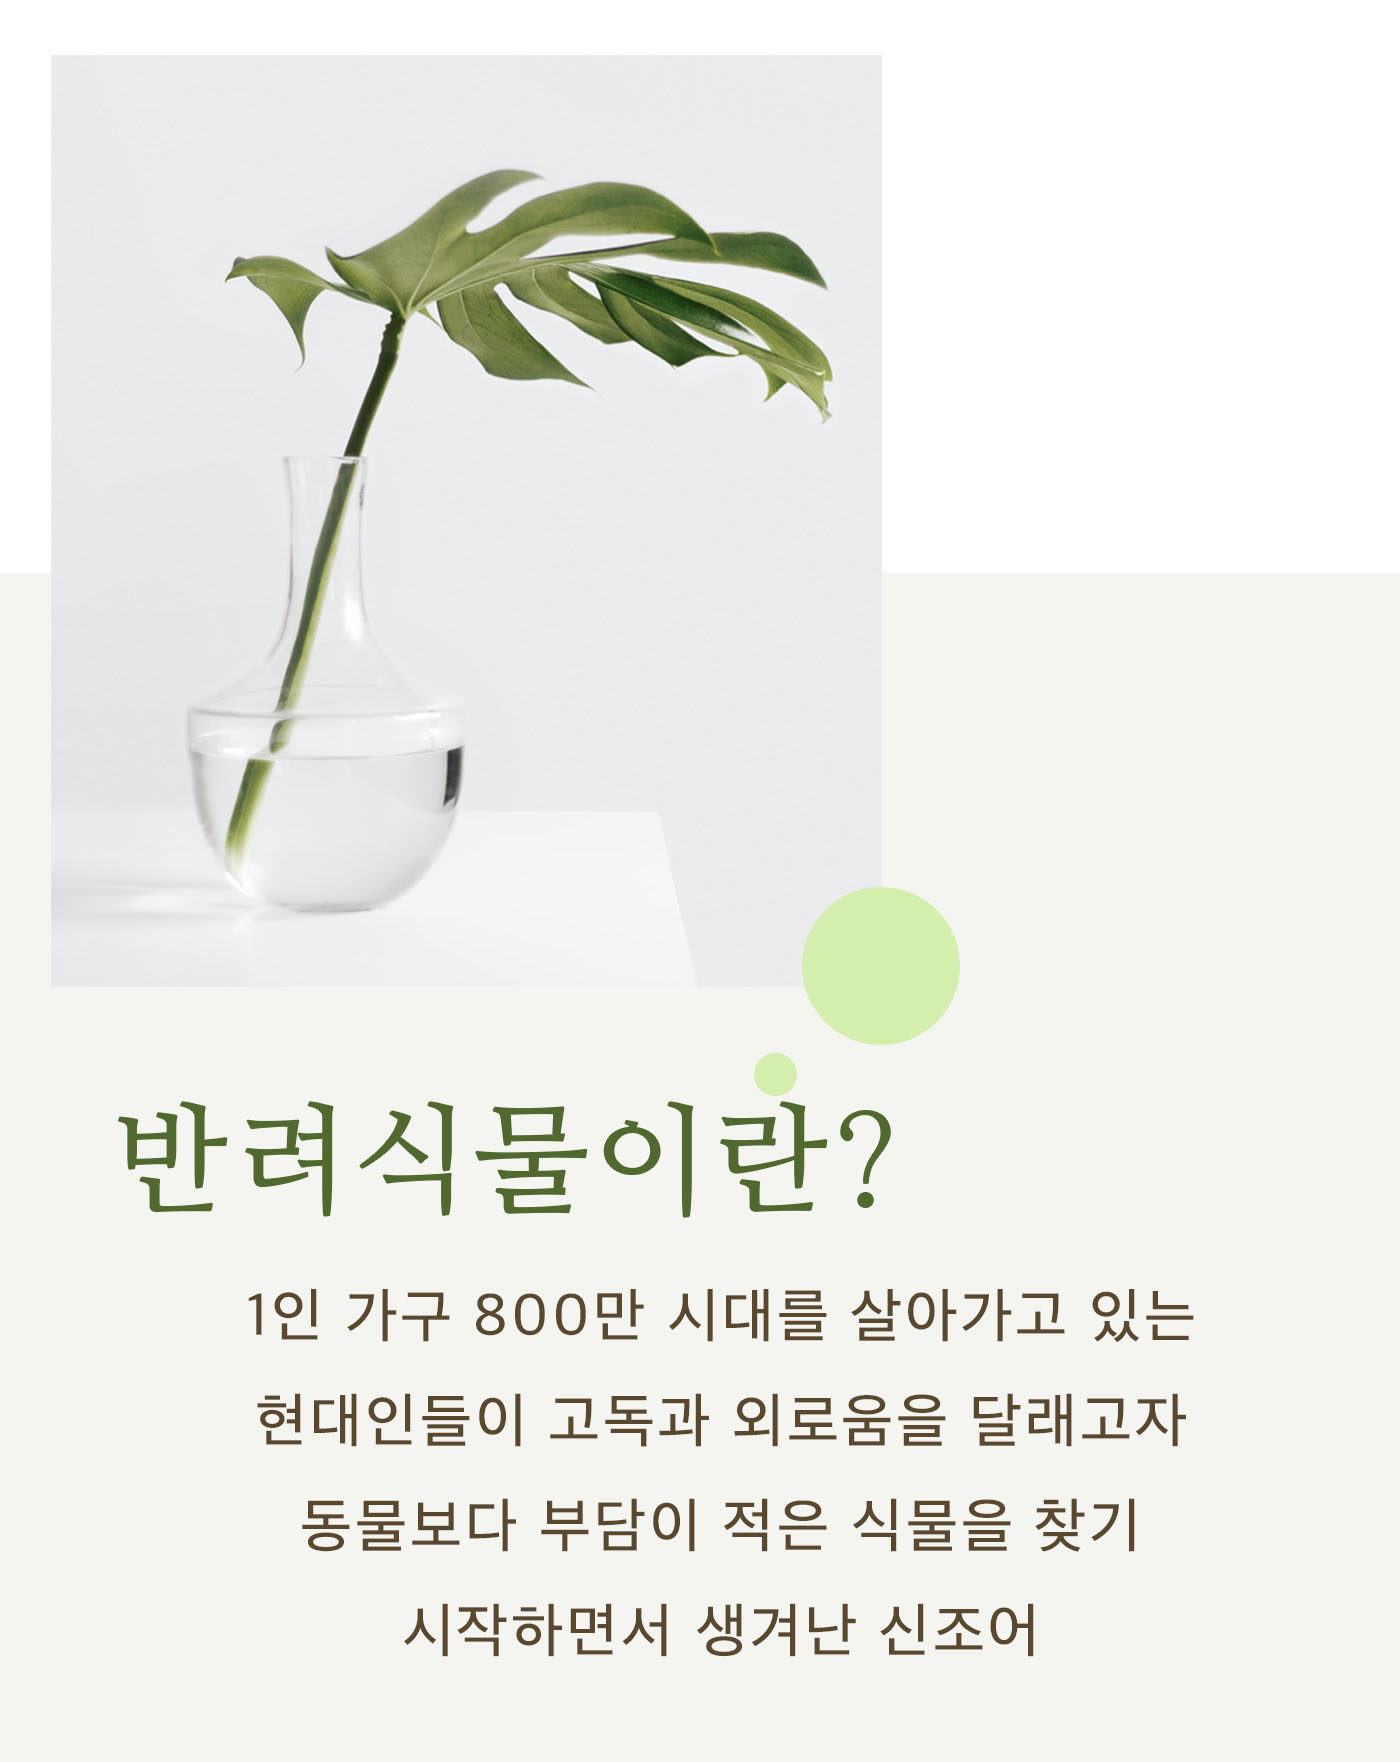 반려식물이란?
1인 가구 800만 시대를 살아가고 있는
현대인들이 고독과 외로움을 달래고자
동물보다 부담이 적은 식물을 찾기
시작하면서 생겨난 신조어